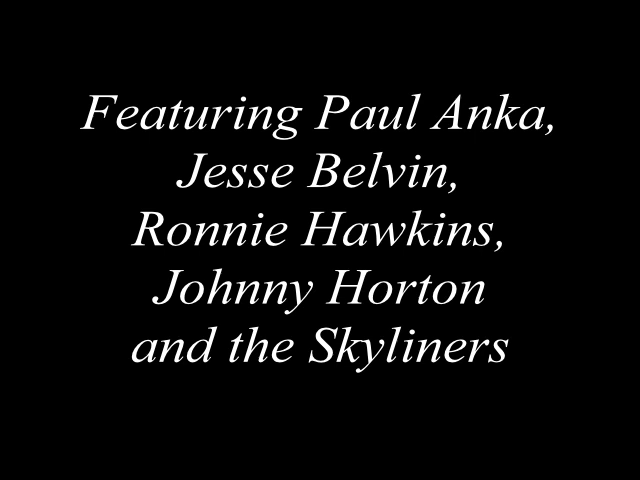 Featuring Paul Anka,
Jesse Belvin,
Ronnie Hawkins,
Johnny Horton
and the Skyliners